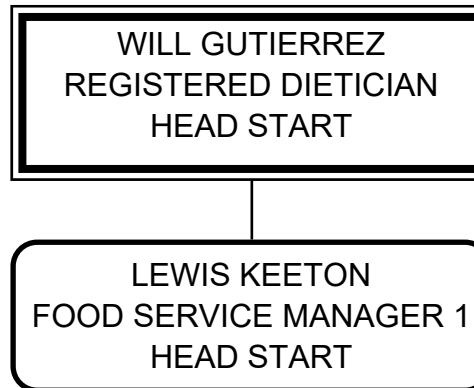 WILL GUTIERREZ
REGISTERED DIETICIAN
HEAD START
LEWIS KEETON
FOOD SERVICE MANAGER 1
HEAD START